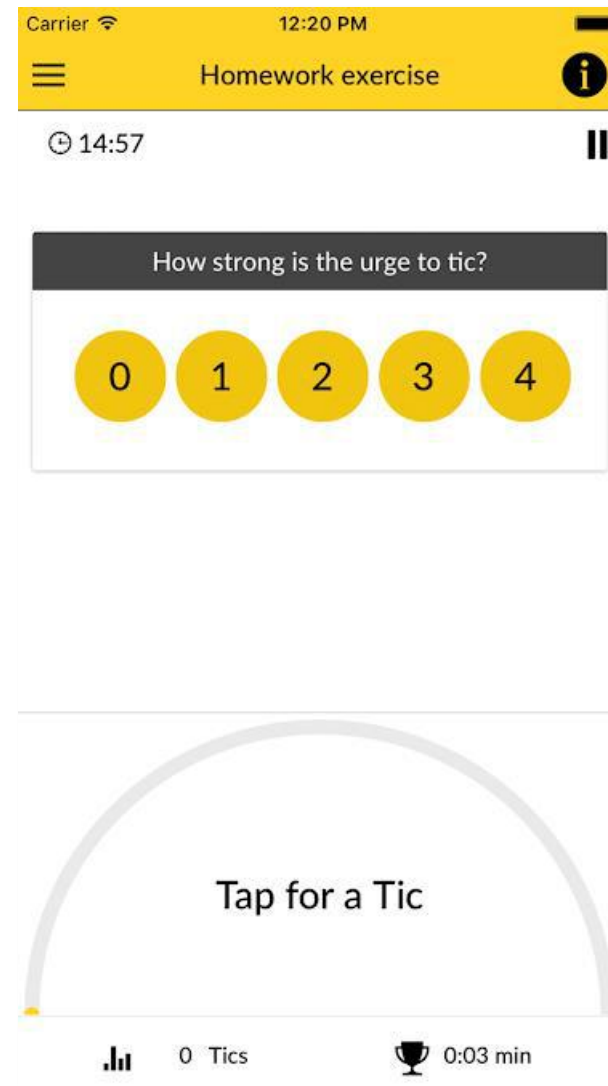 Carrier 12:20 PM
Homework exercise
14:57
How strong is the urge to tic?
0 1 2 3 4
Tap for a Tic
0 Tics 0:03 min